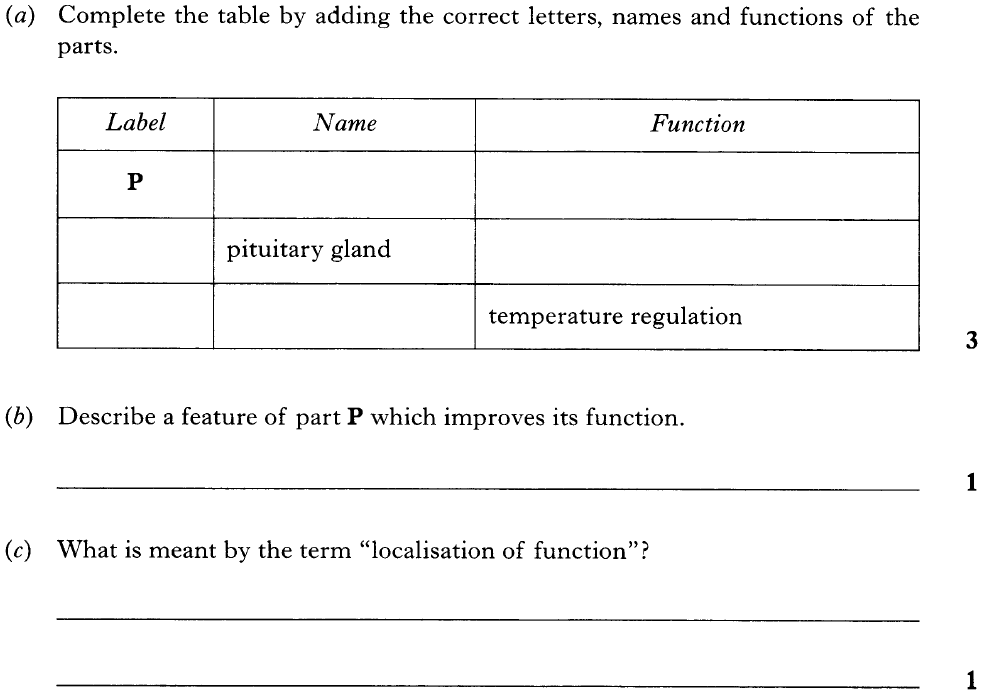 (a) Complete the table by adding the correct letters, names and functions of the
parts.
Label Name Function
P
pituitary gland
temperature regulation
3
(b) Describe a feature of part P which improves its function.
1
(c) What is meant by the term “localisation of function”?
1